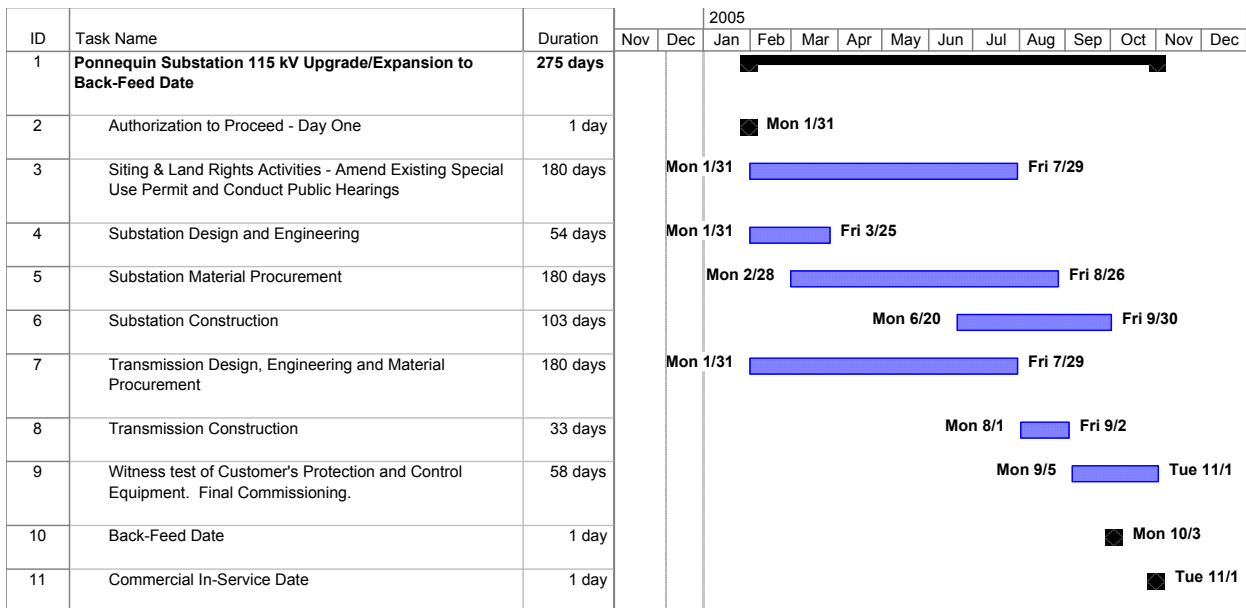 2005
ID Task Name Duration Nov Dec Jan Feb Mar Apr May Jun Jul Aug Sep Oct Nov Dec
1 Ponnequin Substation 115 kV Upgrade/Expansion to 275 days
Back-Feed Date
2 Authorization to Proceed - Day One 1 day Mon 1/31
3 Siting & Land Rights Activities - Amend Existing Special 180 days Mon 1/31 Fri 7/29
Use Permit and Conduct Public Hearings
4 Substation Design and Engineering 54 days Mon 1/31 Fri 3/25
5 Substation Material Procurement 180 days Mon 2/28 Fri 8/26
6 Substation Construction 103 days Mon 6/20 Fri 9/30
7 Transmission Design, Engineering and Material 180 days Mon 1/31 Fri 7/29
Procurement
8 Transmission Construction 33 days Mon 8/1 Fri 9/2
9 Witness test of Customer's Protection and Control 58 days Mon 9/5 Tue 11/1
Equipment. Final Commissioning.
10 Back-Feed Date 1 day Mon 10/3
11 Commercial In-Service Date 1 day Tue 11/1